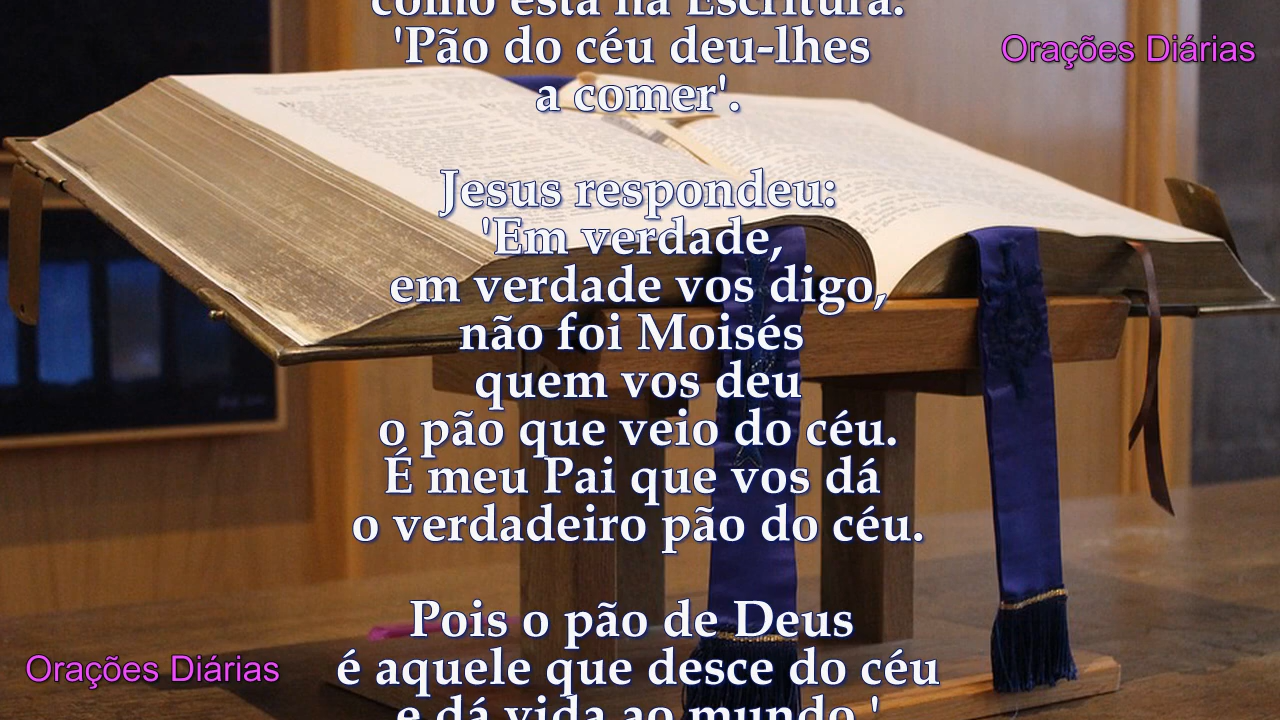 como está na Escritura:
'Pão do céu deu-lhes
a comer'.
Orações Diárias
Jesus respondeu:
'Em verdade,
em verdade vos digo,
não foi Moisés
quem vos deu
o pão que veio do céu.
É meu Pai que vos dá
o verdadeiro pão do céu.
Pois o pão de Deus
é aquele que desce do céu
e dá vida ao mundo.'
Orações Diárias